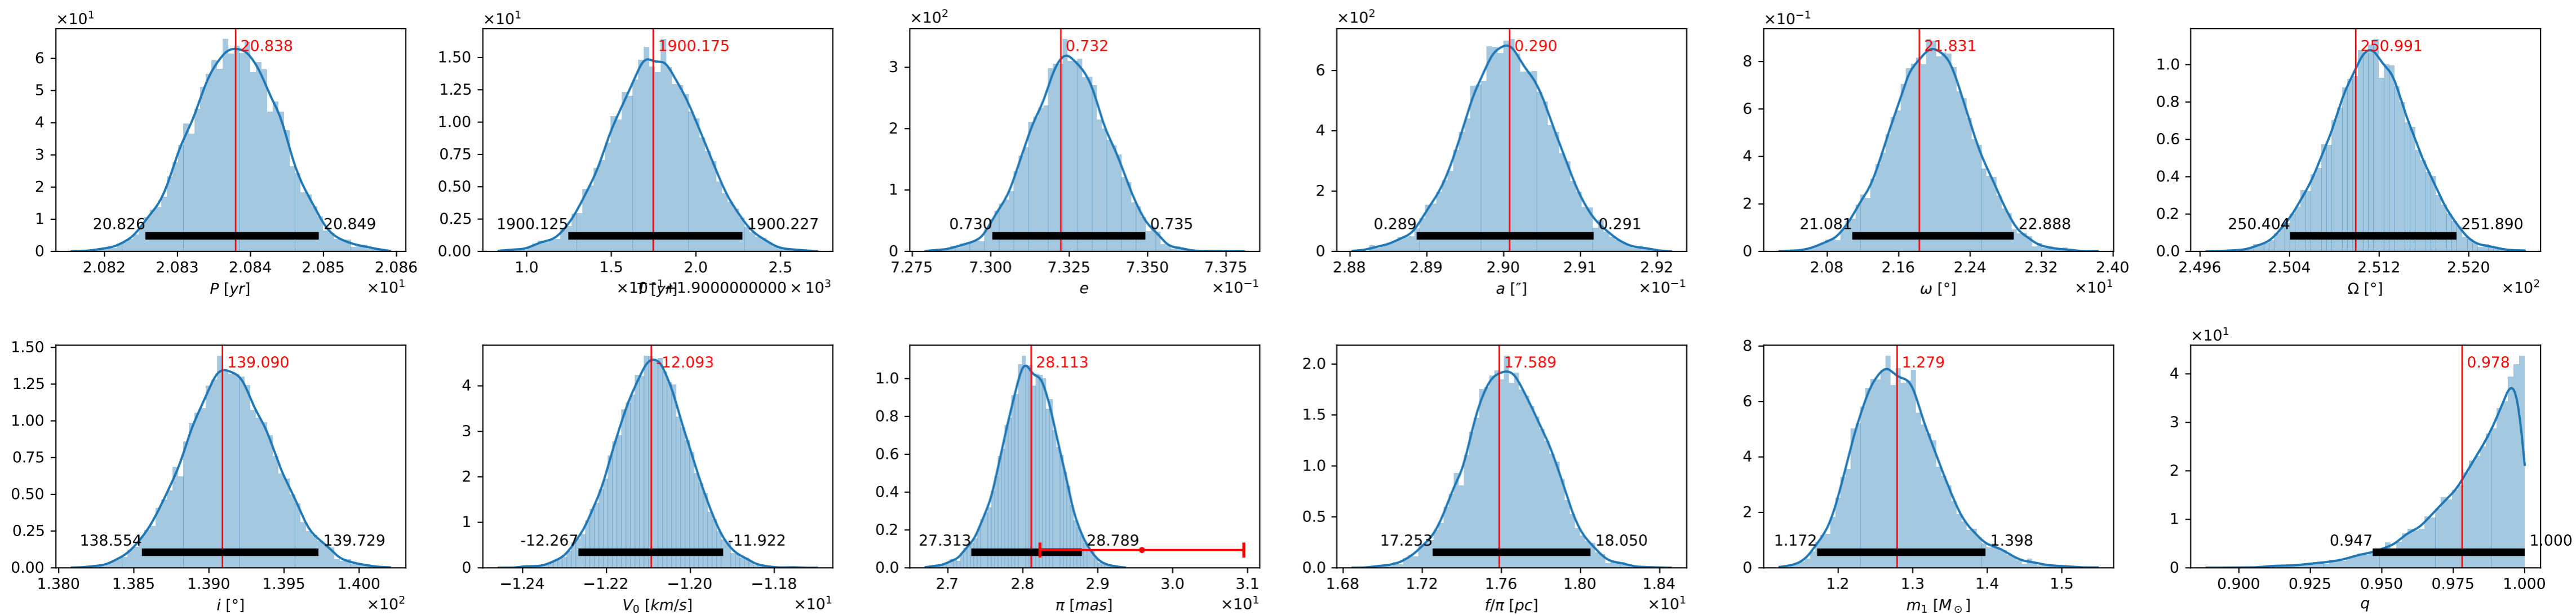 ×10¹ ×10¹ ×10² ×10² ×10⁻¹
20.838 1900.175 0.732 0.290 21.831 250.991
6 5 4 3 2 1 0
20.826 20.849
2.082 2.083 2.084 2.085 2.086
P [yr] ×10¹
1.50 1.25 1.00 0.75 0.50 0.25 0.00
1900.125 1900.227
1.0 1.5 2.0 2.5
T [yr] ×10⁻¹+1.9000000000 × 10³
3 2 1 0
0.730 0.735
7.275 7.300 7.325 7.350 7.375
e ×10⁻¹
6 4 2 0
0.289 0.291
2.88 2.89 2.90 2.91 2.92
a [″] ×10⁻¹
8 6 4 2 0
21.081 22.888
2.08 2.16 2.24 2.32 2.40
ω [°] ×10¹
1.0 0.8 0.6 0.4 0.2 0.0
250.404 251.890
2.496 2.504 2.512 2.520
Ω [°] ×10²
1.50 1.25 1.00 0.75 0.50 0.25 0.00
139.090
138.554 139.729
1.380 1.385 1.390 1.395 1.400
i [°] ×10²
4 3 2 1 0
−12.093
-12.267 -11.922
−1.24 −1.22 −1.20 −1.18
V₀ [km/s] ×10¹
1.0 0.8 0.6 0.4 0.2 0.0
28.113
27.313 28.789
2.7 2.8 2.9 3.0 3.1
π [mas] ×10¹
2.0 1.5 1.0 0.5 0.0
17.589
17.253 18.050
1.68 1.72 1.76 1.80 1.84
f/π [pc] ×10¹
8 6 4 2 0
1.279
1.172 1.398
1.2 1.3 1.4 1.5
m₁ [M⊙]
×10¹
4 3 2 1 0
0.978
0.947 1.000
0.900 0.925 0.950 0.975 1.000
q